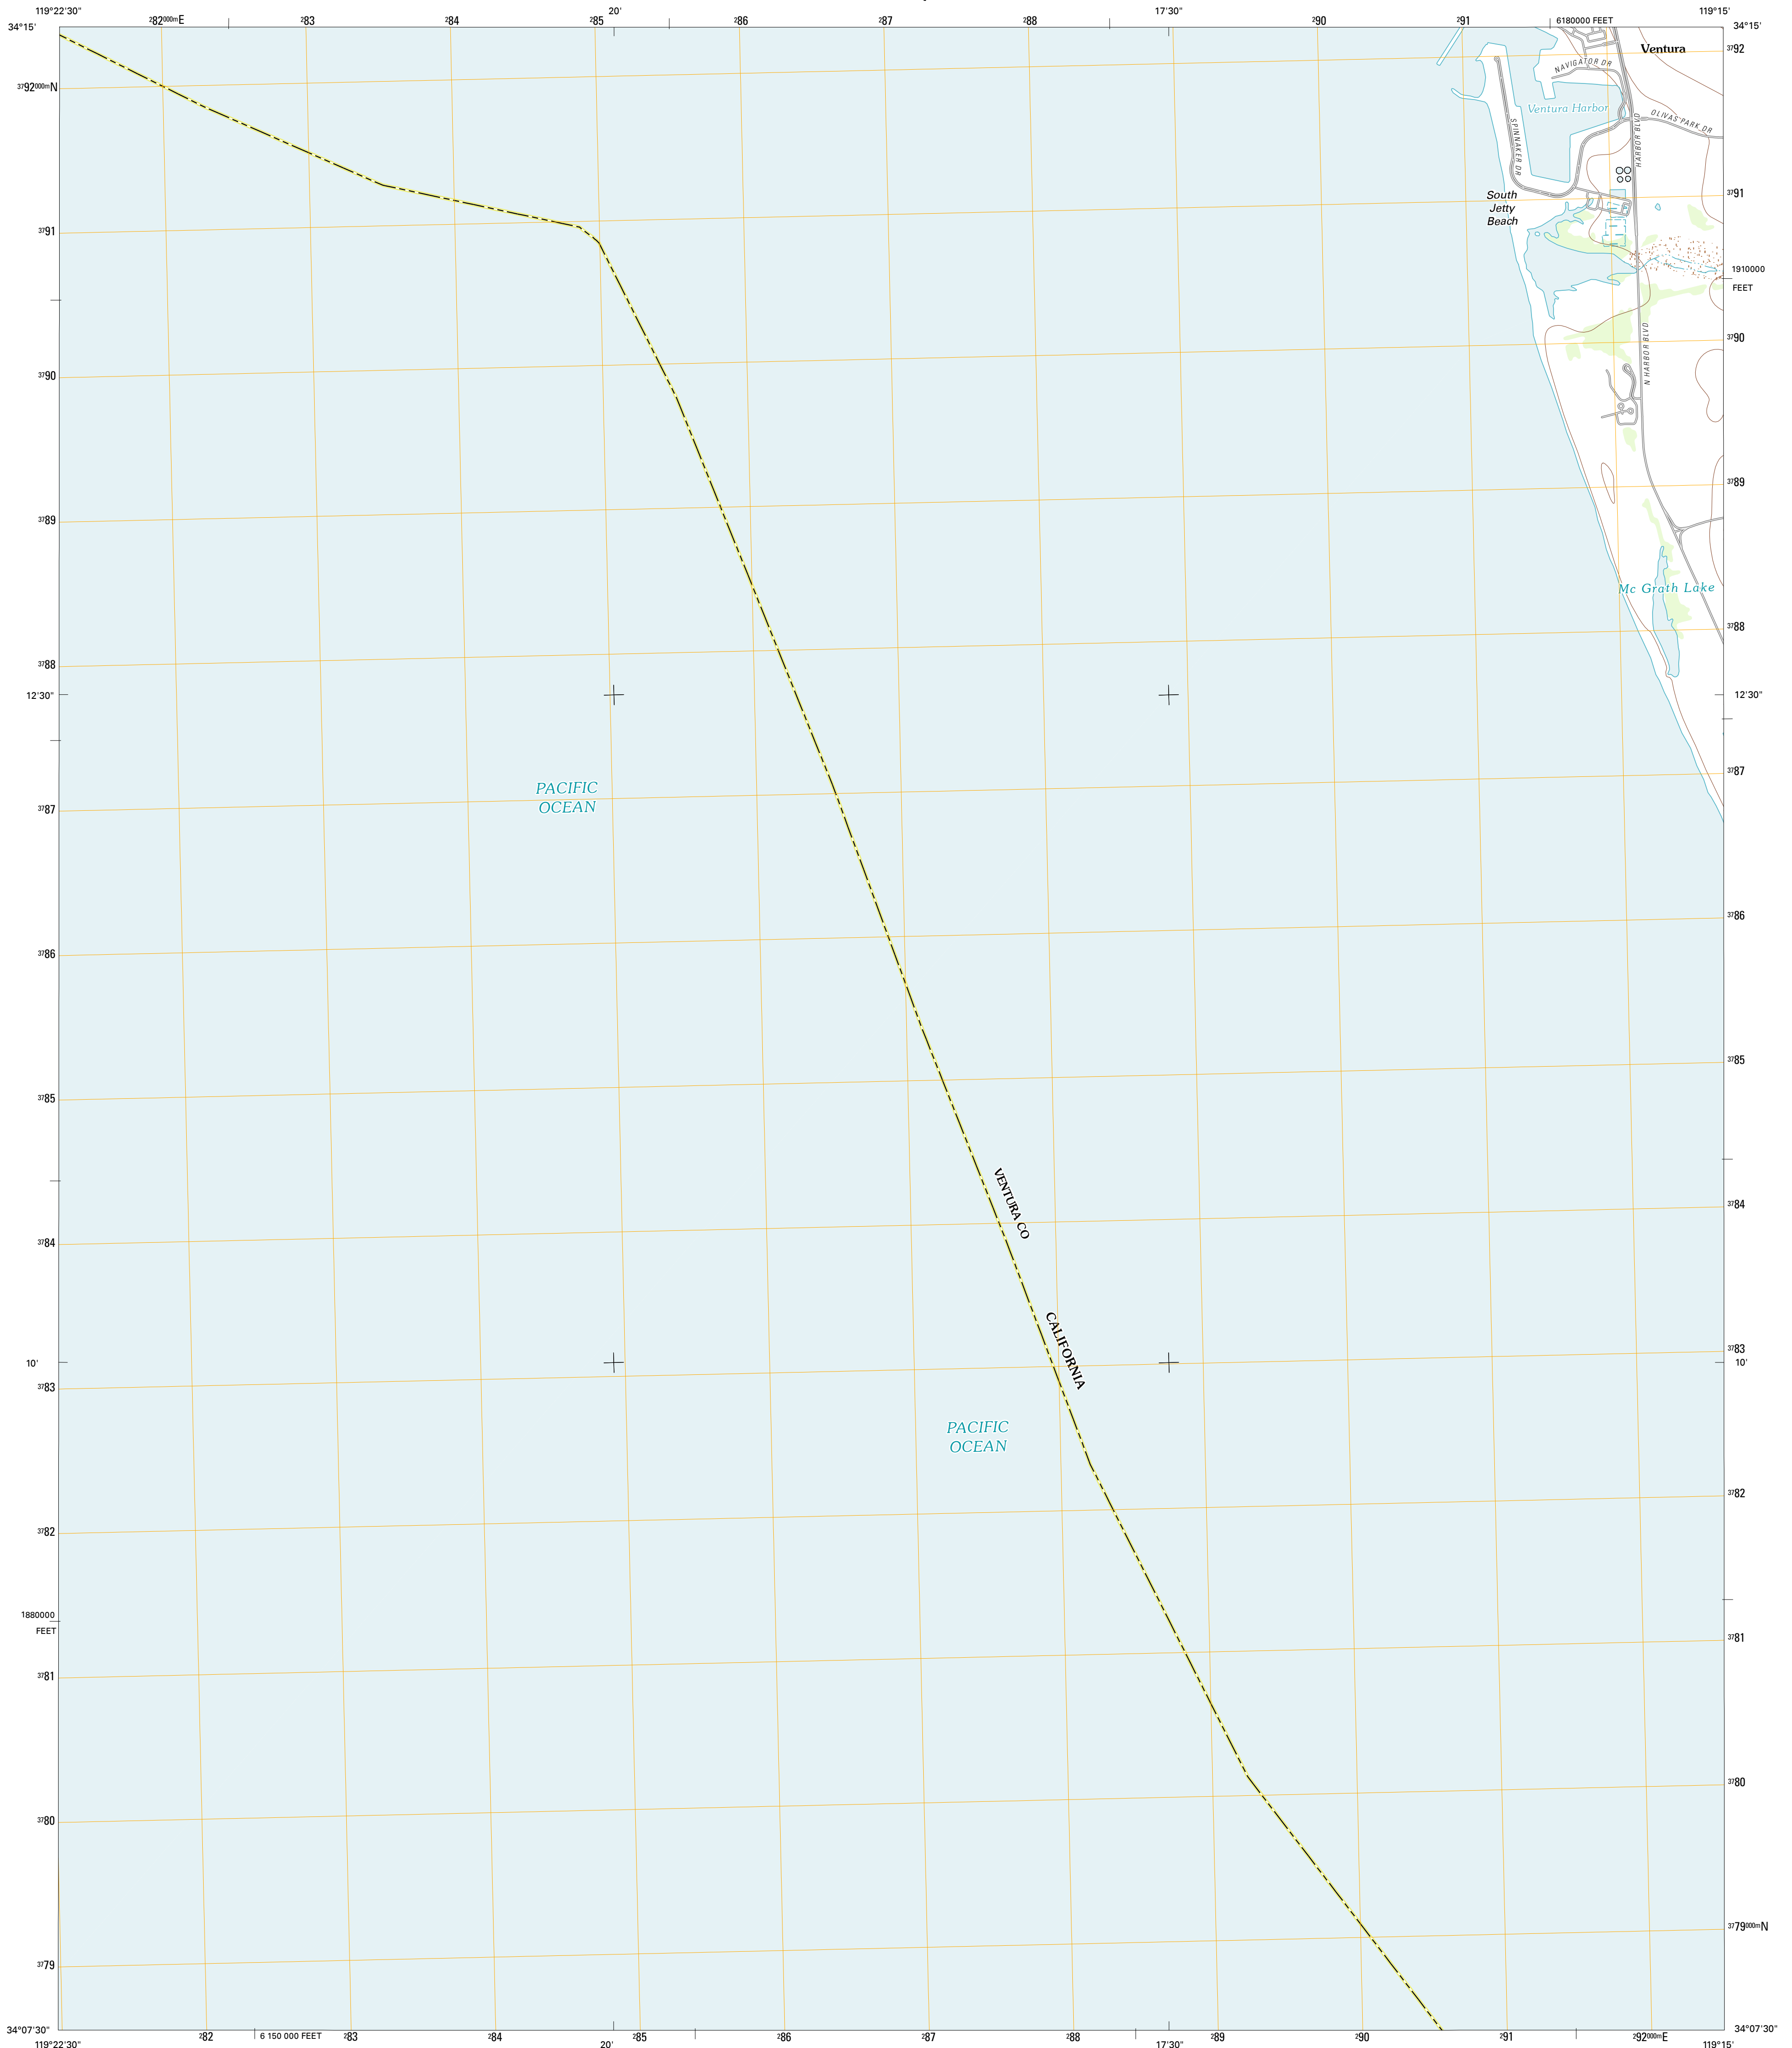 119°22'30"
²82⁰⁰⁰ᵐE
²83
²84
20'
²85
²86
²87
²88
17'30"
²90
²91
6180000 FEET
119°15'
34°15'
34°15'
Ventura
³⁷92
³⁷92⁰⁰⁰ᵐN
NAVIGATOR DR
Ventura Harbor
OLIVAS PARK DR
SPINNAKER DR
HARBOR BLVD
South
Jetty
Beach
³⁷91
³⁷91
1910000
FEET
N HARBOR BLVD
³⁷90
³⁷90
³⁷89
³⁷89
Mc Grath Lake
³⁷88
³⁷88
12'30"
12'30"
PACIFIC
OCEAN
³⁷87
³⁷87
³⁷86
³⁷86
³⁷85
³⁷85
VENTURA CO
³⁷84
³⁷84
CALIFORNIA
³⁷83
10'
10'
³⁷83
PACIFIC
OCEAN
³⁷82
³⁷82
1880000
FEET
³⁷81
³⁷81
³⁷80
³⁷80
³⁷79⁰⁰⁰ᵐN
³⁷79
34°07'30"
34°07'30"
119°22'30"
²82
6 150 000 FEET
²83
²84
20'
²85
²86
²87
²88
17'30"
²89
²90
²91
²92⁰⁰⁰ᵐE
119°15'